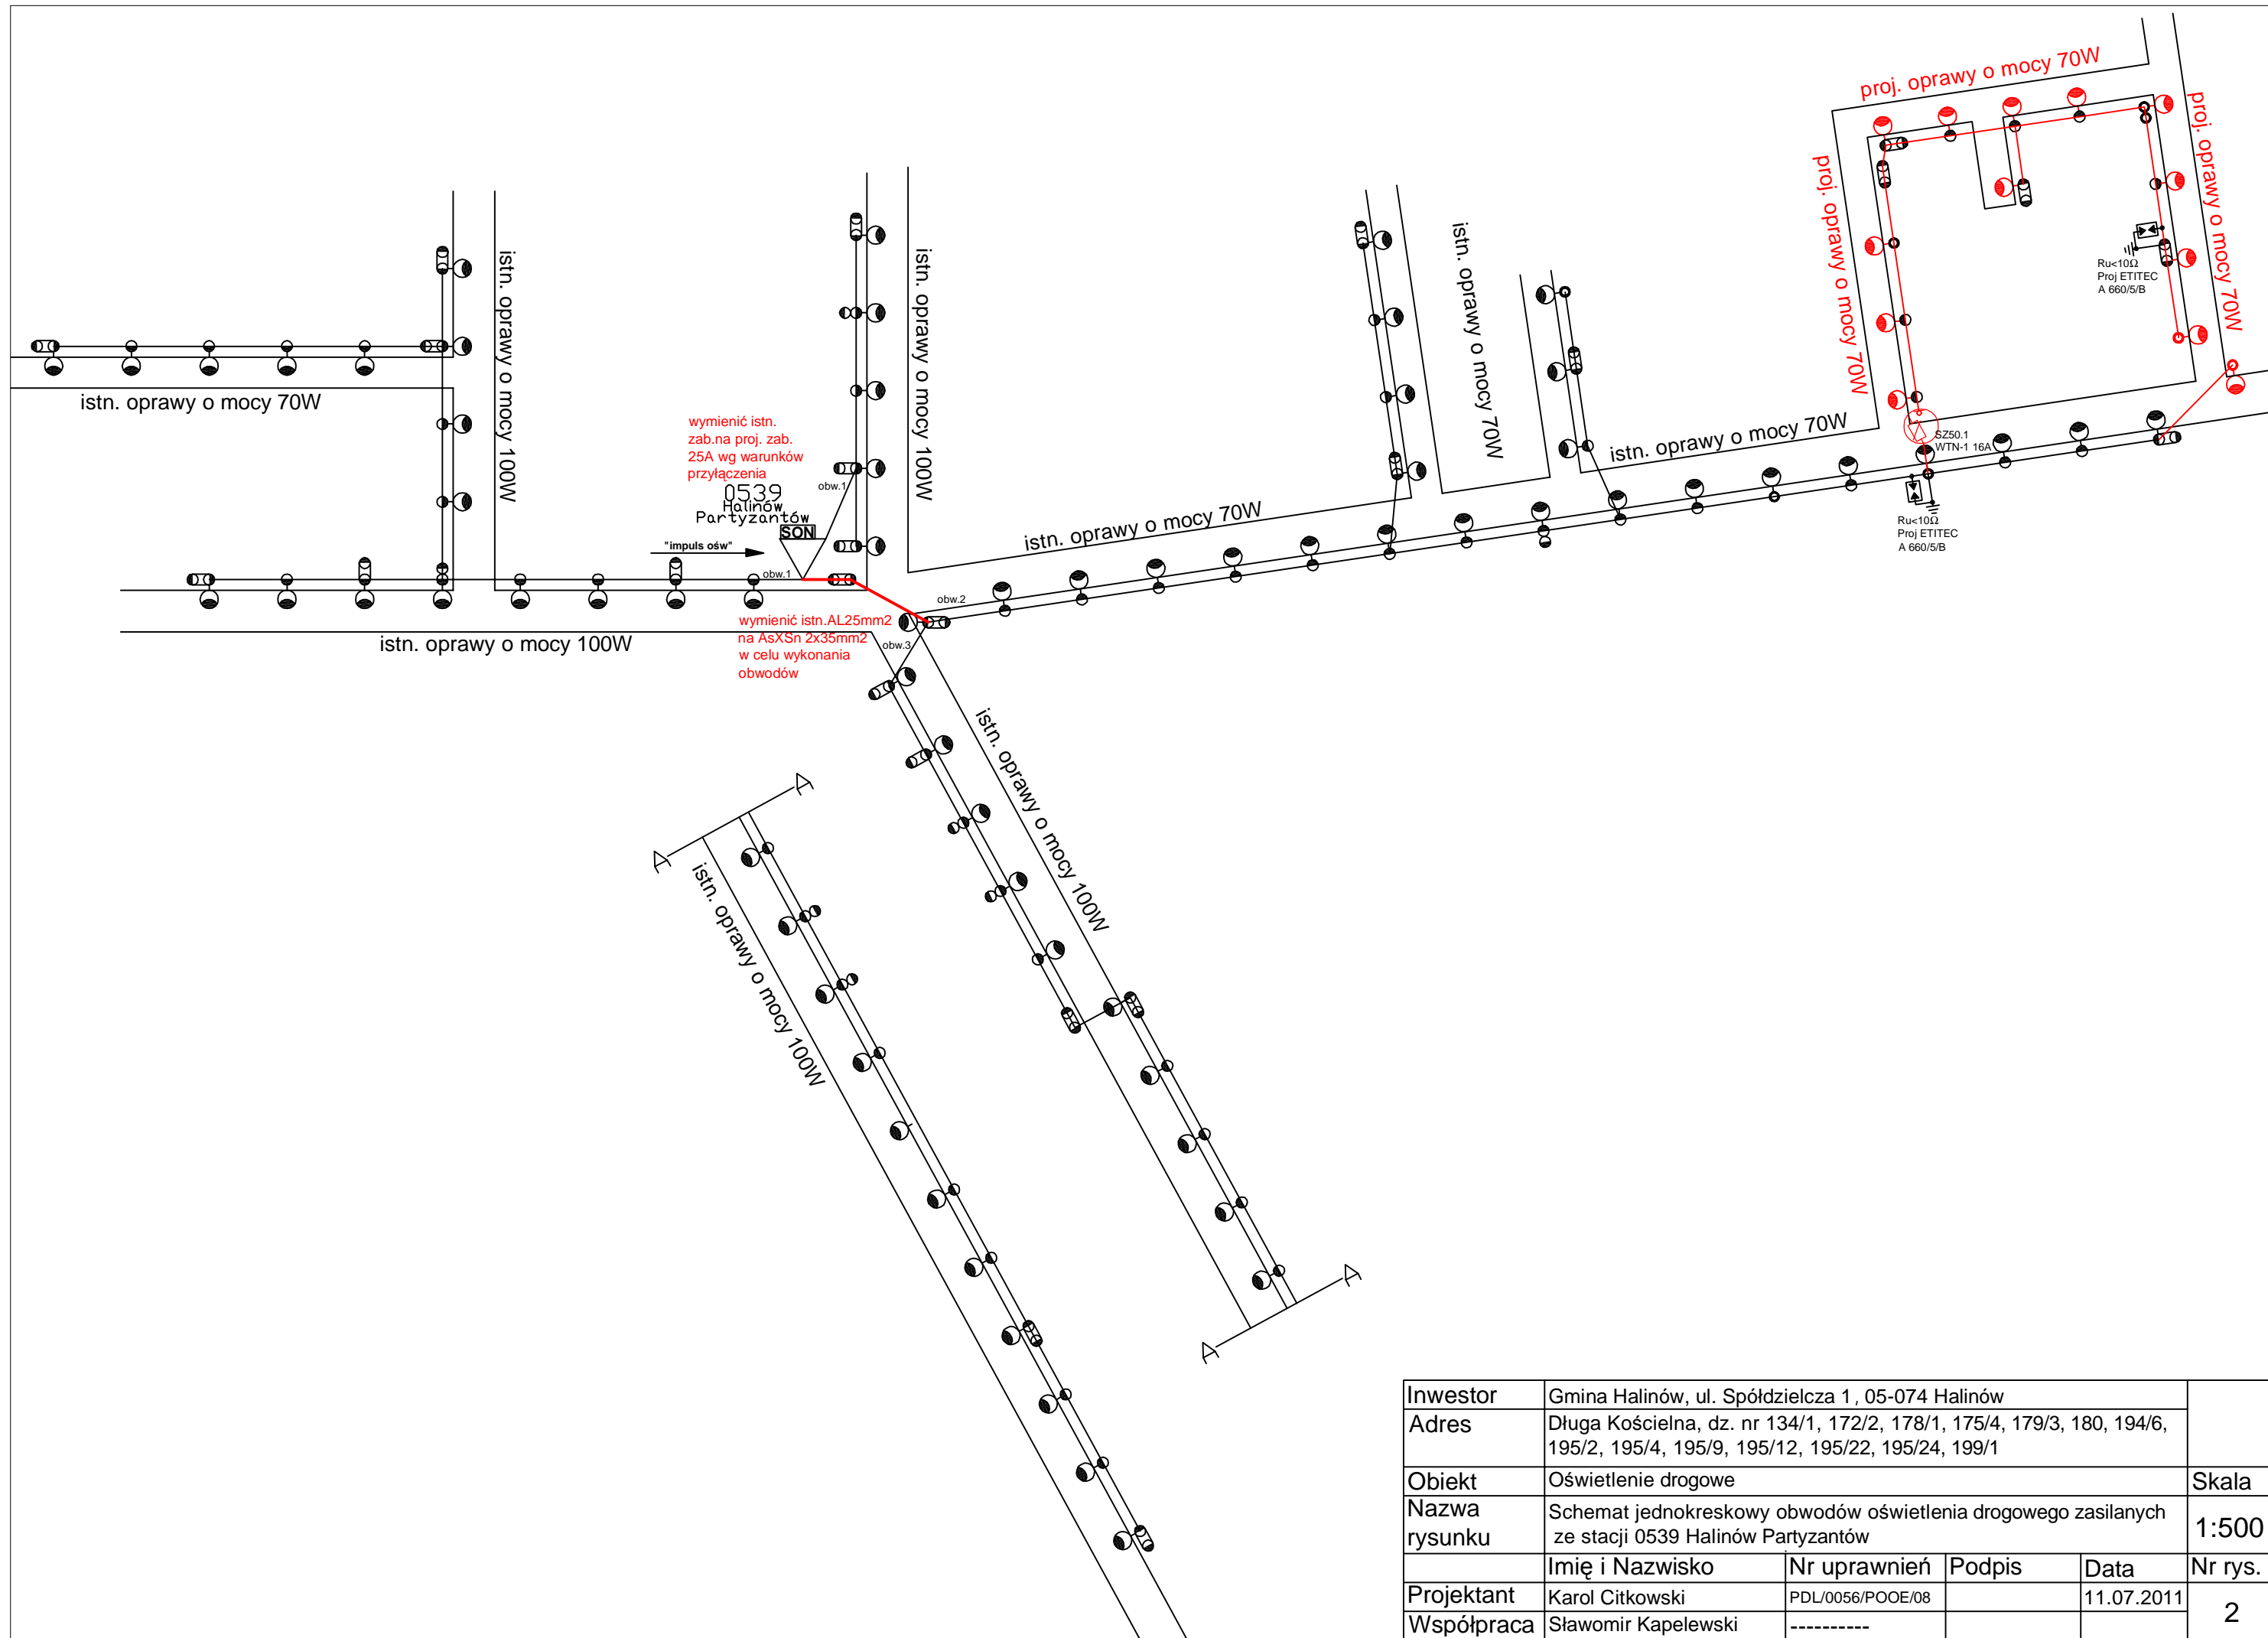 proj. oprawy o mocy 70W
proj. oprawy o mocy 70W
proj. oprawy o mocy 70W
istn. oprawy o mocy 70W
istn. oprawy o mocy 100W
istn. oprawy o mocy 100W
istn. oprawy o mocy 70W
istn. oprawy o mocy 70W
istn. oprawy o mocy 70W
Ru<10Ω
Proj ETITEC
A 660/5/B
SZ50.1
WTN-1 16A
Ru<10Ω
Proj ETITEC
A 660/5/B
wymienić istn.
zab.na proj. zab.
25A wg warunków
przyłączenia
0539
Halinów
Partyzantów
SON
obw.1
"impuls ośw"
obw.1
obw.2
obw.3
wymienić istn.AL25mm2
na AsXSn 2x35mm2
w celu wykonania
obwodów
istn. oprawy o mocy 100W
istn. oprawy o mocy 100W
istn. oprawy o mocy 100W
A
A
A
A
Inwestor Gmina Halinów, ul. Spółdzielcza 1, 05-074 Halinów
Adres Długa Kościelna, dz. nr 134/1, 172/2, 178/1, 175/4, 179/3, 180, 194/6,
195/2, 195/4, 195/9, 195/12, 195/22, 195/24, 199/1
Obiekt Oświetlenie drogowe Skala
Nazwa rysunku Schemat jednokreskowy obwodów oświetlenia drogowego zasilanych
ze stacji 0539 Halinów Partyzantów 1:500
Imię i Nazwisko Nr uprawnień Podpis Data Nr rys.
Projektant Karol Citkowski PDL/0056/POOE/08 11.07.2011 2
Współpraca Sławomir Kapelewski ----------